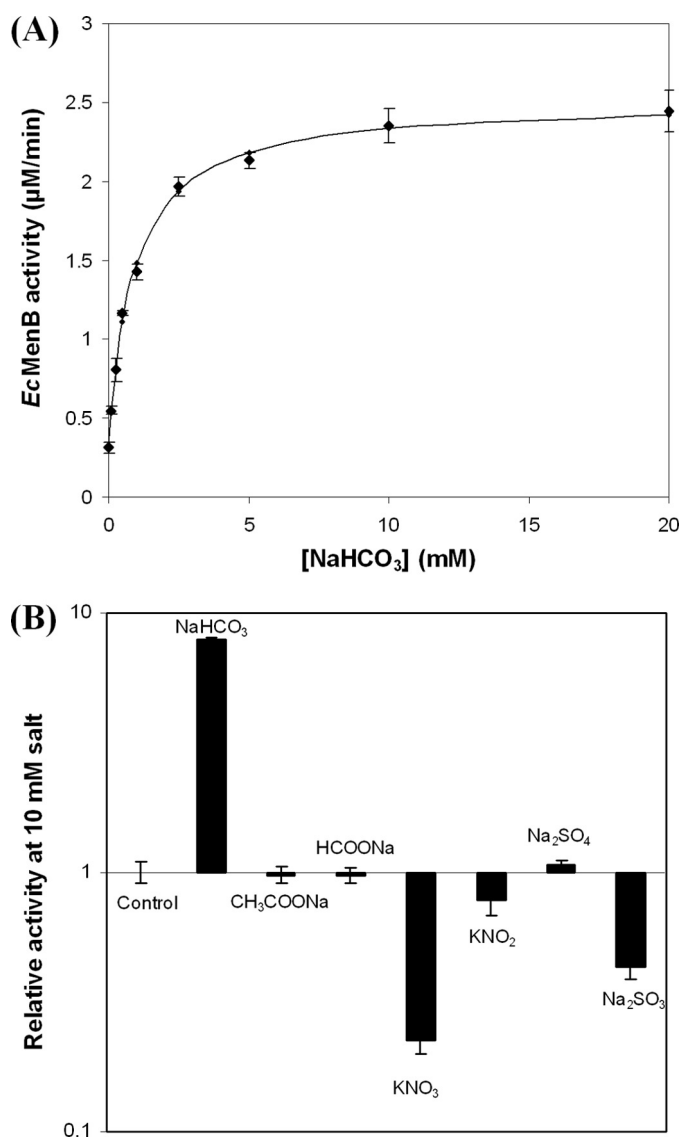 (A)
3
2.5
2
1.5
1
0.5
0
EcMenB activity (μM/min)
0 5 10 15 20
[NaHCO₃] (mM)
(B)
10
1
0.1
Relative activity at 10 mM salt
NaHCO₃
HCOONa
Na₂SO₄
Control
CH₃COONa
KNO₂
Na₂SO₃
KNO₃